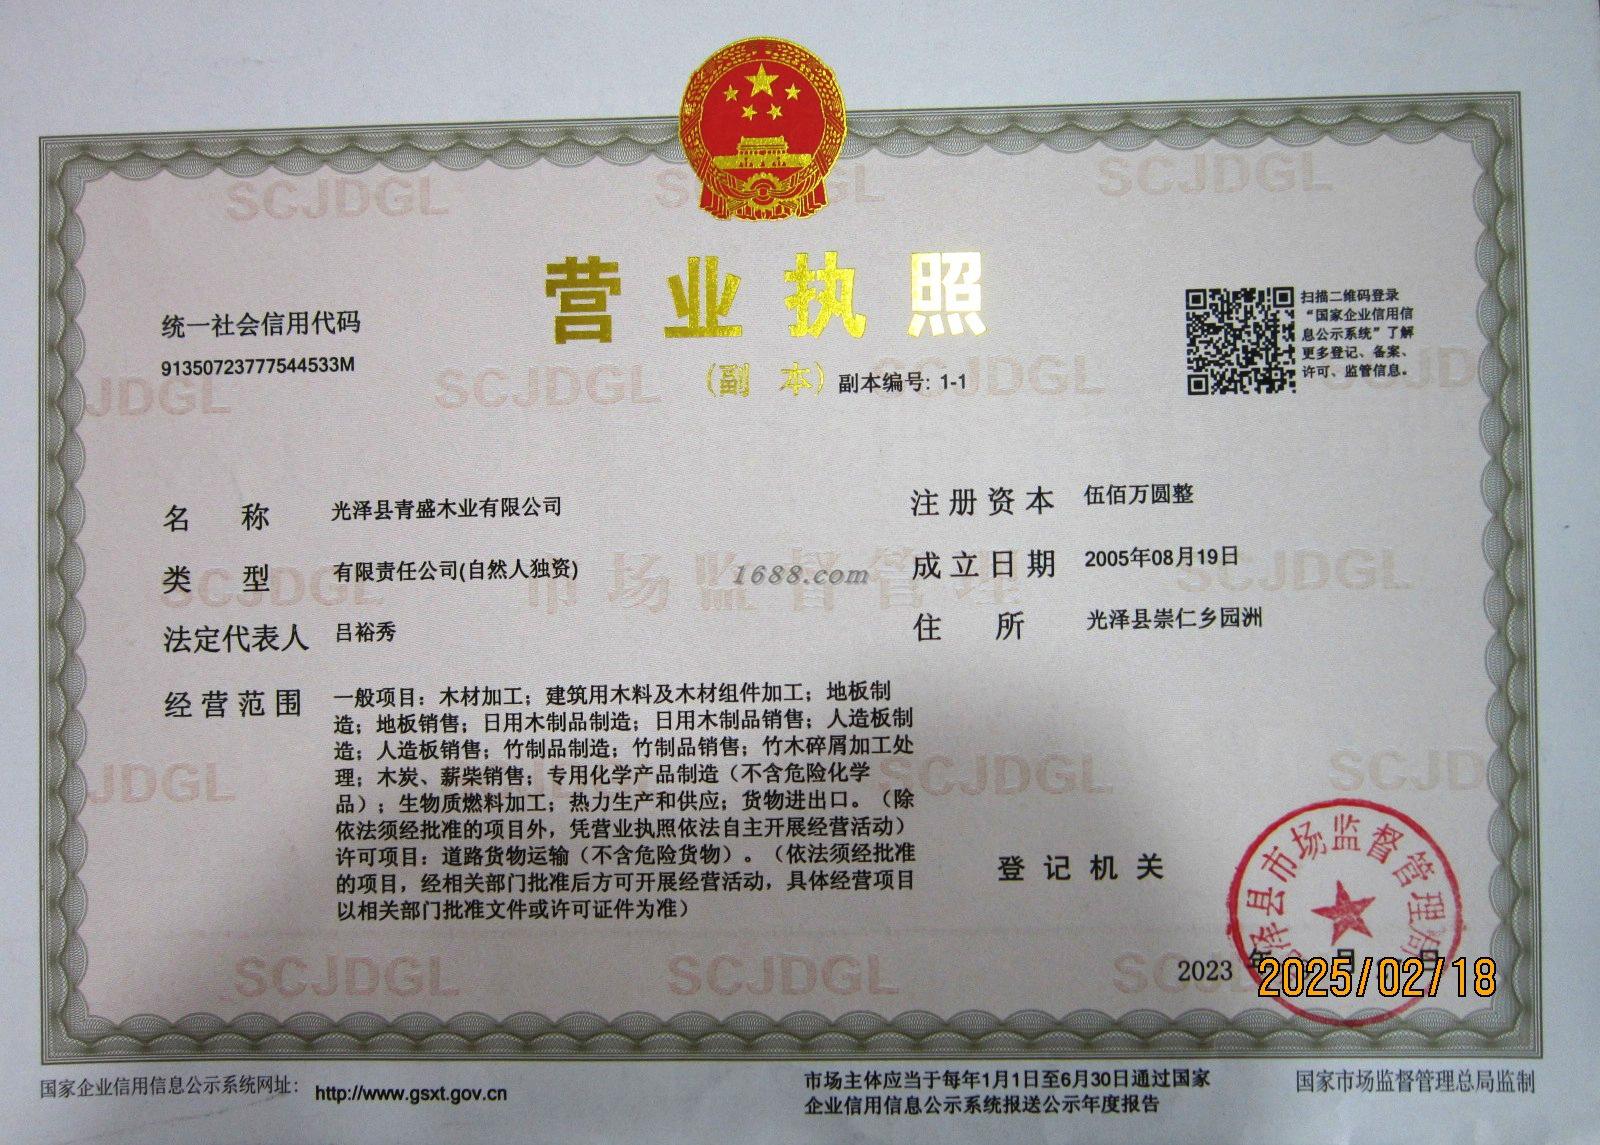 营业执照
(副 本) 副本编号: 1-1
统一社会信用代码
91350723777544533M
扫描二维码登录
“国家企业信用信
息公示系统”了解
更多登记、备案、
许可、监管信息。
名 称 光泽县青盛木业有限公司
类 型 有限责任公司(自然人独资)
法定代表人 吕裕秀
经营范围 一般项目：木材加工；建筑用木料及木材组件加工；地板制
造；地板销售；日用木制品制造；日用木制品销售；人造板制
造；人造板销售；竹制品制造；竹制品销售；竹木碎屑加工处
理；木炭、薪柴销售；专用化学产品制造（不含危险化学
品）；生物质燃料加工；热力生产和供应；货物进出口。（除
依法须经批准的项目外，凭营业执照依法自主开展经营活动）
许可项目：道路货物运输（不含危险货物）。（依法须经批准
的项目，经相关部门批准后方可开展经营活动，具体经营项目
以相关部门批准文件或许可证件为准）
注册资本 伍佰万圆整
成立日期 2005年08月19日
住 所 光泽县崇仁乡园洲
登记机关
泽县市场监督管理局
2023 年 月 日
2025/02/18
1688.com
市场监督管理
SCJDGL
国家企业信用信息公示系统网址： http://www.gsxt.gov.cn
市场主体应当于每年1月1日至6月30日通过国家
企业信用信息公示系统报送公示年度报告
国家市场监督管理总局监制